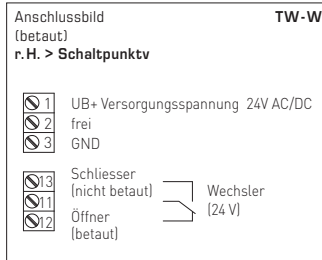 Anschlussbild TW-W
(betaut)
r.H. > Schaltpunktv
1 UB+ Versorgungsspannung 24V AC/DC
2 frei
3 GND
13 Schliesser
(nicht betaut)
11 Wechsler
(24 V)
12 Öffner
(betaut)